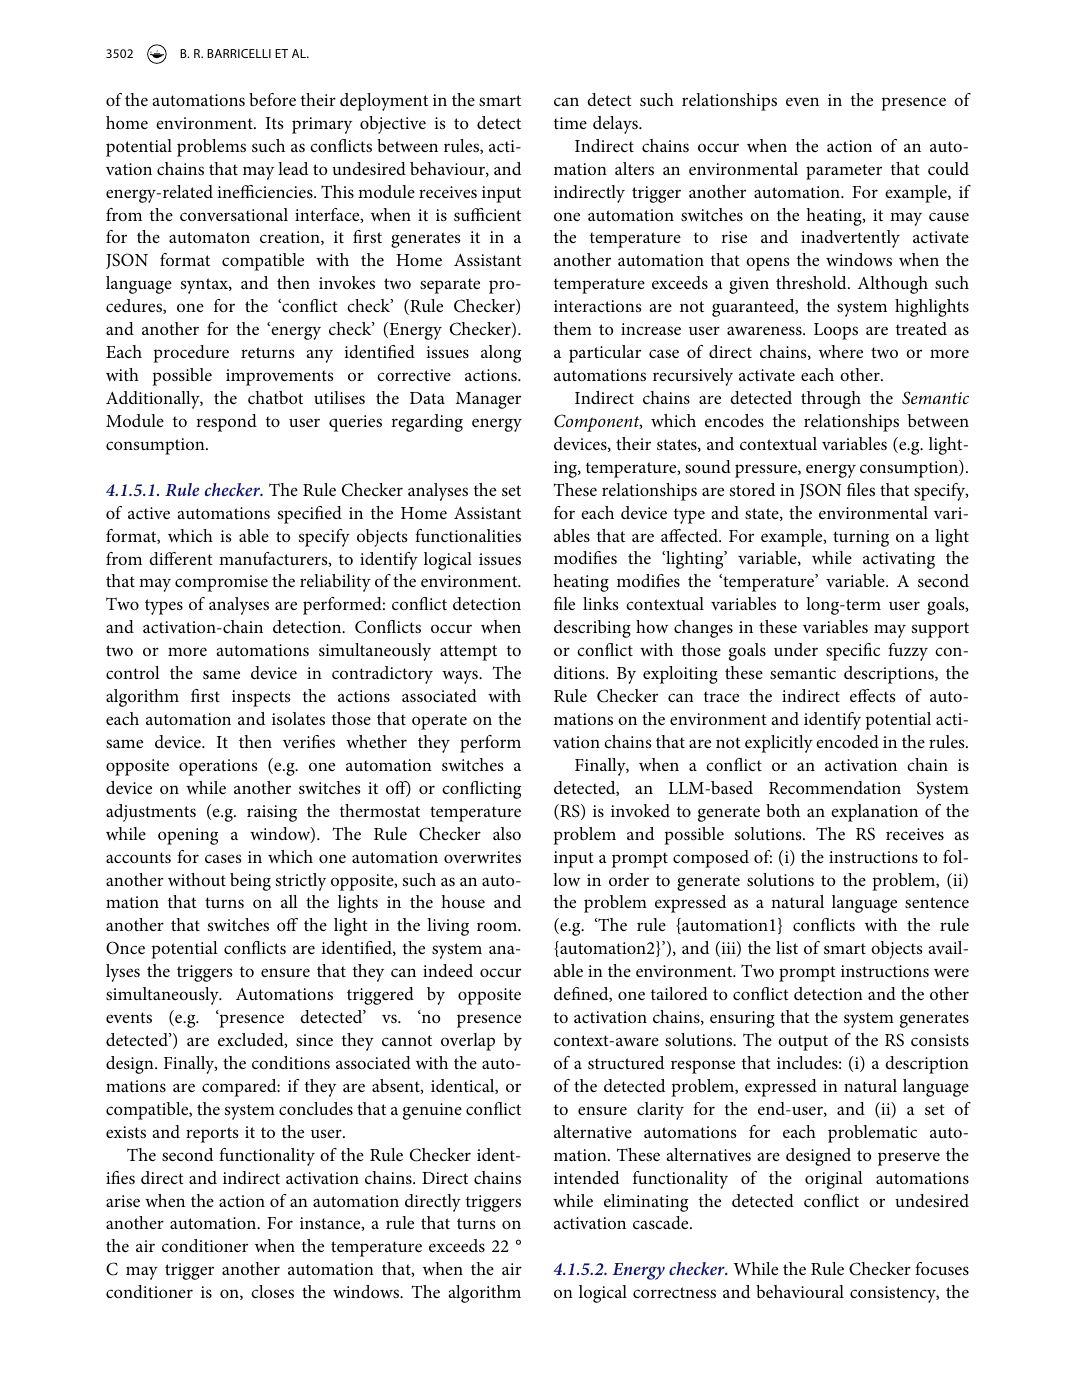 3502 B. R. BARRICELLI ET AL.
of the automations before their deployment in the smart
home environment. Its primary objective is to detect
potential problems such as conflicts between rules, acti-
vation chains that may lead to undesired behaviour, and
energy-related inefficiencies. This module receives input
from the conversational interface, when it is sufficient
for the automaton creation, it first generates it in a
JSON format compatible with the Home Assistant
language syntax, and then invokes two separate pro-
cedures, one for the ‘conflict check’ (Rule Checker)
and another for the ‘energy check’ (Energy Checker).
Each procedure returns any identified issues along
with possible improvements or corrective actions.
Additionally, the chatbot utilises the Data Manager
Module to respond to user queries regarding energy
consumption.
4.1.5.1. Rule checker. The Rule Checker analyses the set
of active automations specified in the Home Assistant
format, which is able to specify objects functionalities
from different manufacturers, to identify logical issues
that may compromise the reliability of the environment.
Two types of analyses are performed: conflict detection
and activation-chain detection. Conflicts occur when
two or more automations simultaneously attempt to
control the same device in contradictory ways. The
algorithm first inspects the actions associated with
each automation and isolates those that operate on the
same device. It then verifies whether they perform
opposite operations (e.g. one automation switches a
device on while another switches it off) or conflicting
adjustments (e.g. raising the thermostat temperature
while opening a window). The Rule Checker also
accounts for cases in which one automation overwrites
another without being strictly opposite, such as an auto-
mation that turns on all the lights in the house and
another that switches off the light in the living room.
Once potential conflicts are identified, the system ana-
lyses the triggers to ensure that they can indeed occur
simultaneously. Automations triggered by opposite
events (e.g. ‘presence detected’ vs. ‘no presence
detected’) are excluded, since they cannot overlap by
design. Finally, the conditions associated with the auto-
mations are compared: if they are absent, identical, or
compatible, the system concludes that a genuine conflict
exists and reports it to the user.
The second functionality of the Rule Checker ident-
ifies direct and indirect activation chains. Direct chains
arise when the action of an automation directly triggers
another automation. For instance, a rule that turns on
the air conditioner when the temperature exceeds 22 °
C may trigger another automation that, when the air
conditioner is on, closes the windows. The algorithm
can detect such relationships even in the presence of
time delays.
Indirect chains occur when the action of an auto-
mation alters an environmental parameter that could
indirectly trigger another automation. For example, if
one automation switches on the heating, it may cause
the temperature to rise and inadvertently activate
another automation that opens the windows when the
temperature exceeds a given threshold. Although such
interactions are not guaranteed, the system highlights
them to increase user awareness. Loops are treated as
a particular case of direct chains, where two or more
automations recursively activate each other.
Indirect chains are detected through the Semantic
Component, which encodes the relationships between
devices, their states, and contextual variables (e.g. light-
ing, temperature, sound pressure, energy consumption).
These relationships are stored in JSON files that specify,
for each device type and state, the environmental vari-
ables that are affected. For example, turning on a light
modifies the ‘lighting’ variable, while activating the
heating modifies the ‘temperature’ variable. A second
file links contextual variables to long-term user goals,
describing how changes in these variables may support
or conflict with those goals under specific fuzzy con-
ditions. By exploiting these semantic descriptions, the
Rule Checker can trace the indirect effects of auto-
mations on the environment and identify potential acti-
vation chains that are not explicitly encoded in the rules.
Finally, when a conflict or an activation chain is
detected, an LLM-based Recommendation System
(RS) is invoked to generate both an explanation of the
problem and possible solutions. The RS receives as
input a prompt composed of: (i) the instructions to fol-
low in order to generate solutions to the problem, (ii)
the problem expressed as a natural language sentence
(e.g. ‘The rule {automation1} conflicts with the rule
{automation2}’), and (iii) the list of smart objects avail-
able in the environment. Two prompt instructions were
defined, one tailored to conflict detection and the other
to activation chains, ensuring that the system generates
context-aware solutions. The output of the RS consists
of a structured response that includes: (i) a description
of the detected problem, expressed in natural language
to ensure clarity for the end-user, and (ii) a set of
alternative automations for each problematic auto-
mation. These alternatives are designed to preserve the
intended functionality of the original automations
while eliminating the detected conflict or undesired
activation cascade.
4.1.5.2. Energy checker. While the Rule Checker focuses
on logical correctness and behavioural consistency, the